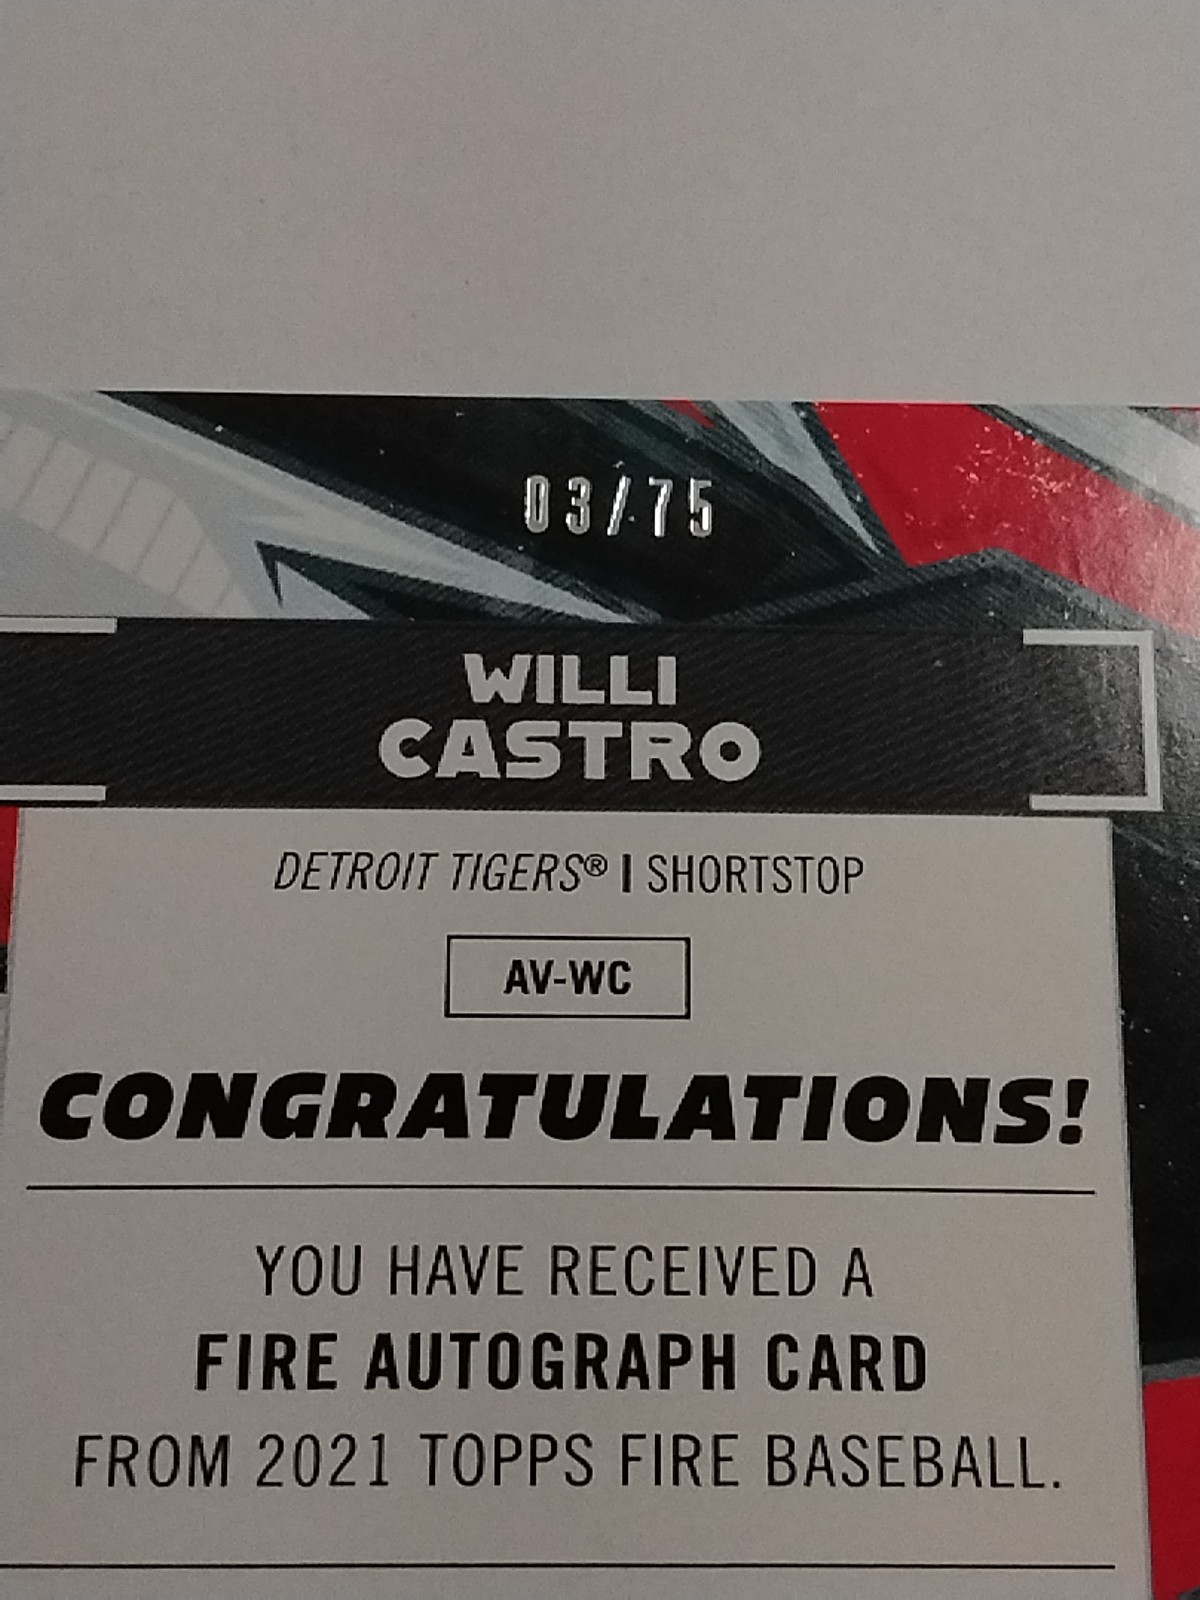 03/75
WILLI
CASTRO
DETROIT TIGERS® | SHORTSTOP
AV-WC
CONGRATULATIONS!
YOU HAVE RECEIVED A
FIRE AUTOGRAPH CARD
FROM 2021 TOPPS FIRE BASEBALL.